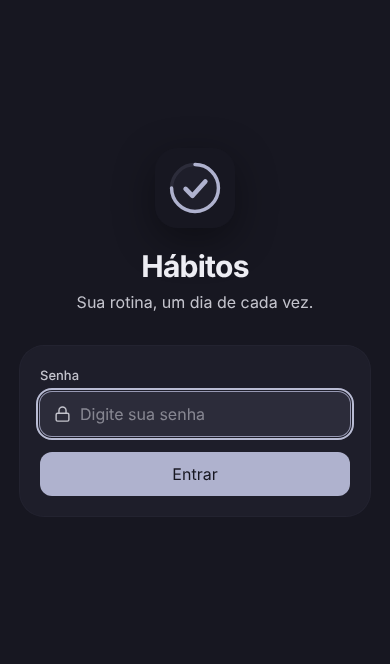 Hábitos
Sua rotina, um dia de cada vez.
Senha
Digite sua senha
Entrar